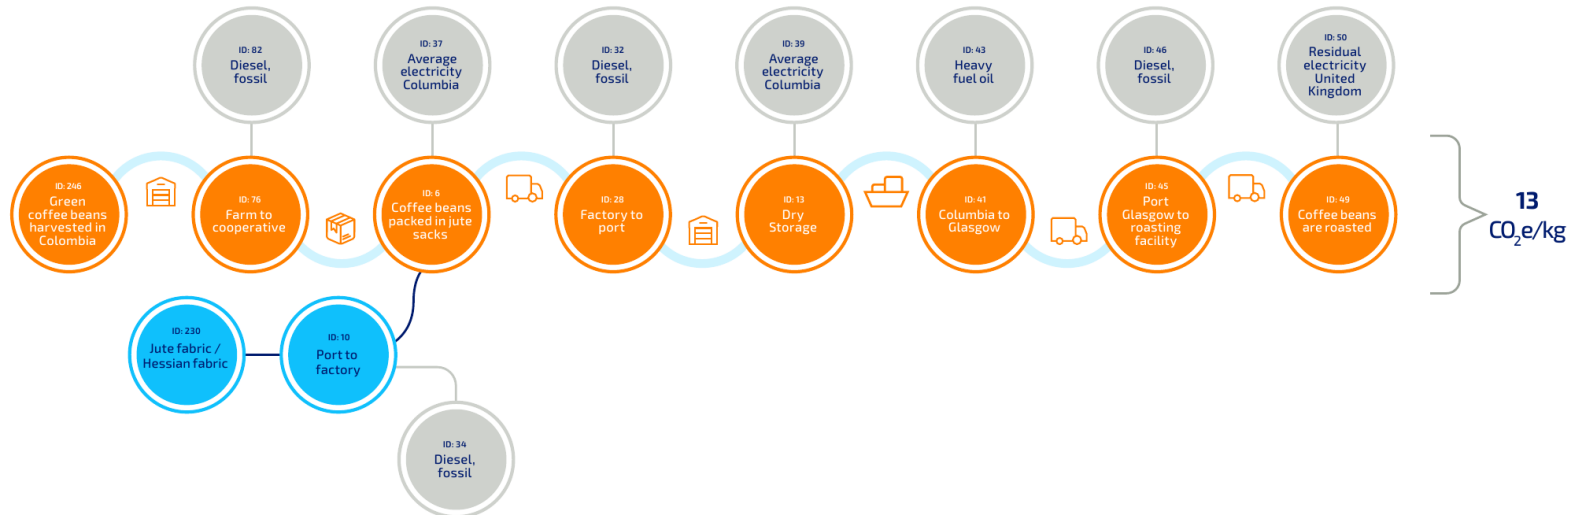 ID: 82
Diesel,
fossil
ID: 37
Average
electricity
Columbia
ID: 32
Diesel,
fossil
ID: 39
Average
electricity
Columbia
ID: 43
Heavy
fuel oil
ID: 46
Diesel,
fossil
ID: 50
Residual
electricity
United
Kingdom
ID: 246
Green
coffee beans
harvested in
Colombia
ID: 76
Farm to
cooperative
ID: 6
Coffee beans
packed in jute
sacks
ID: 28
Factory to
port
ID: 13
Dry
Storage
ID: 41
Columbia to
Glasgow
ID: 45
Port
Glasgow to
roasting
facility
ID: 49
Coffee beans
are roasted
13
CO₂e/kg
ID: 230
Jute fabric /
Hessian fabric
ID: 10
Port to
factory
ID: 34
Diesel,
fossil